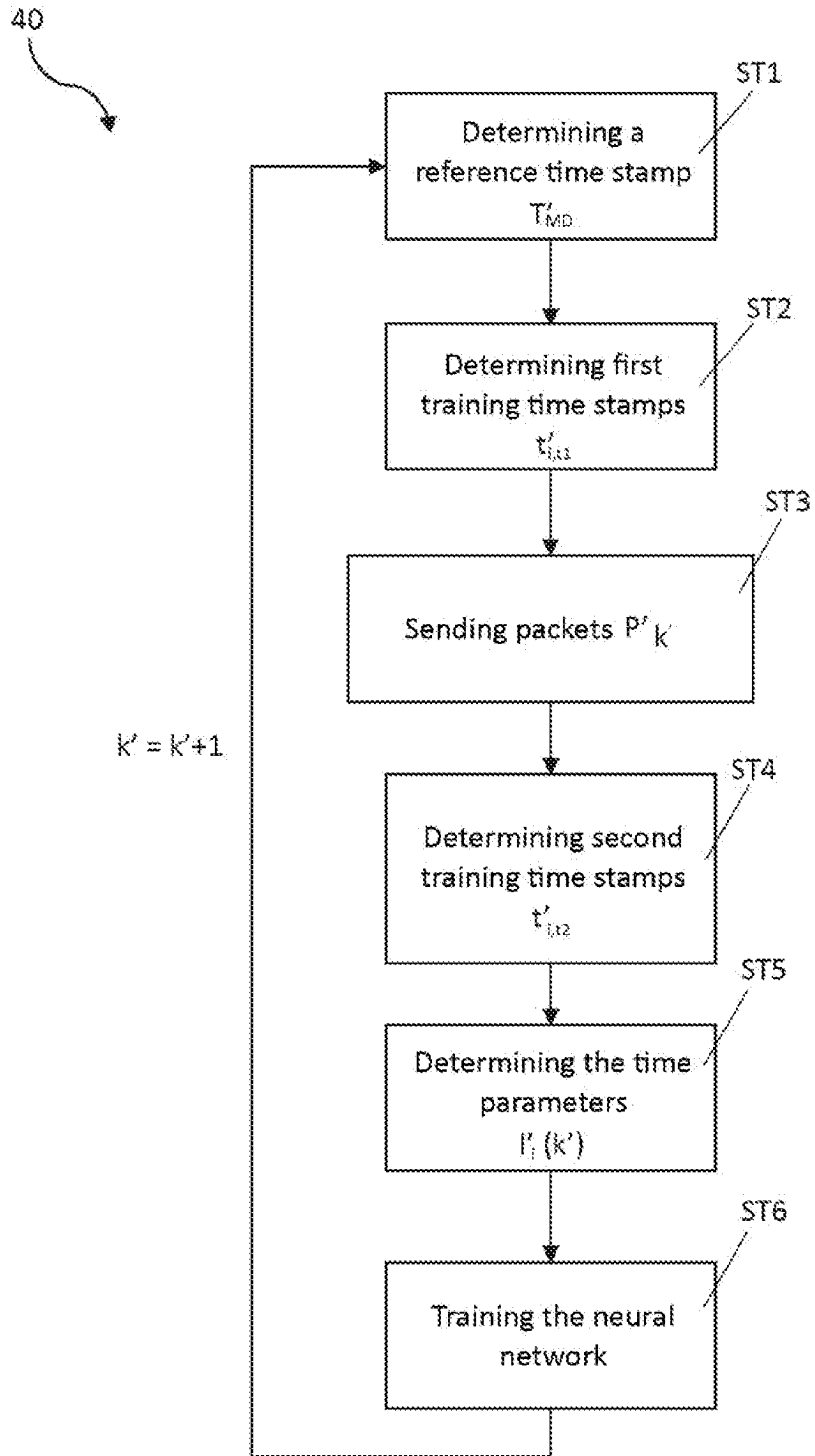 40
ST1
Determining a
reference time stamp
T'MD
ST2
Determining first
training time stamps
t'i,t1
ST3
Sending packets P'k'
k' = k'+1
ST4
Determining second
training time stamps
t'i,t2
ST5
Determining the time
parameters
I'i (k')
ST6
Training the neural
network